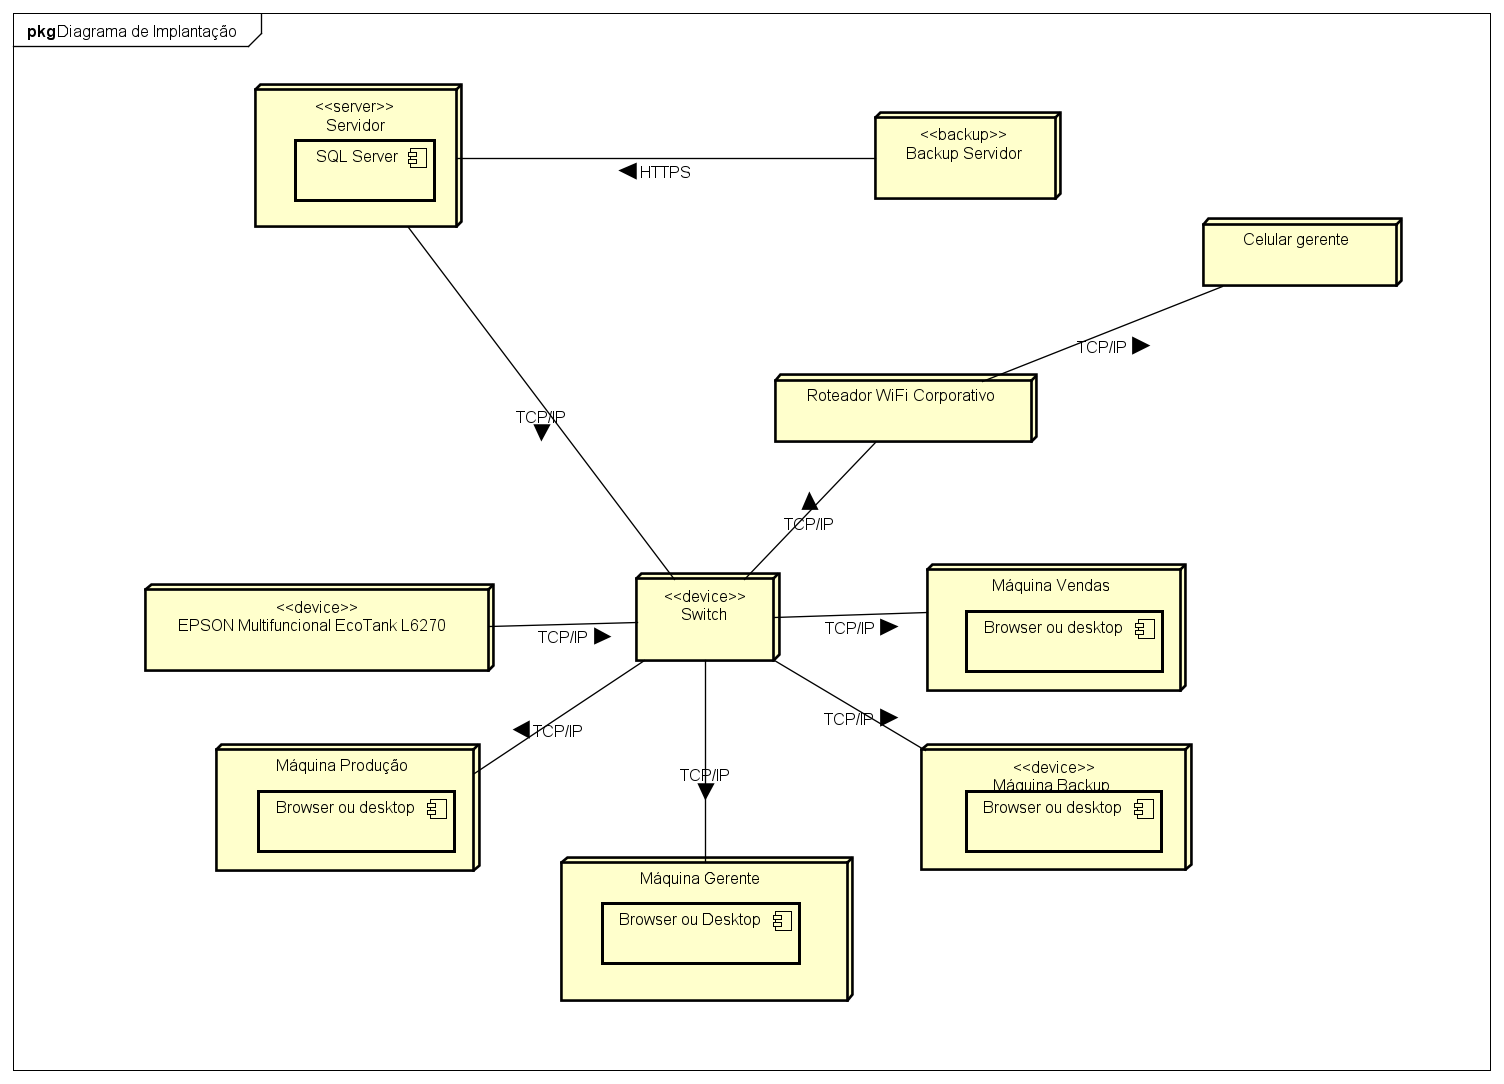 pkg Diagrama de Implantação
<<server>>
Servidor
SQL Server
<<backup>>
Backup Servidor
HTTPS
Celular gerente
TCP/IP
Roteador WiFi Corporativo
TCP/IP
TCP/IP
<<device>>
EPSON Multifuncional EcoTank L6270
TCP/IP
<<device>>
Switch
TCP/IP
Máquina Vendas
Browser ou desktop
TCP/IP
TCP/IP
TCP/IP
Máquina Produção
Browser ou desktop
<<device>>
Máquina Backup
Browser ou desktop
Máquina Gerente
Browser ou Desktop